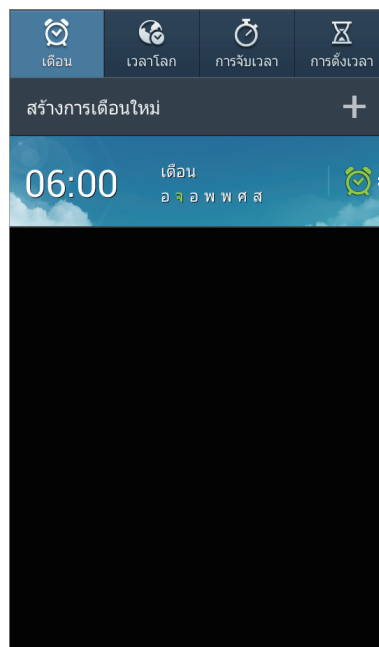 เตือน เวลาโลก การจับเวลา การตั้งเวลา
สร้างการเตือนใหม่
06:00 เตือน
อ จ อ พ พ ศ ส